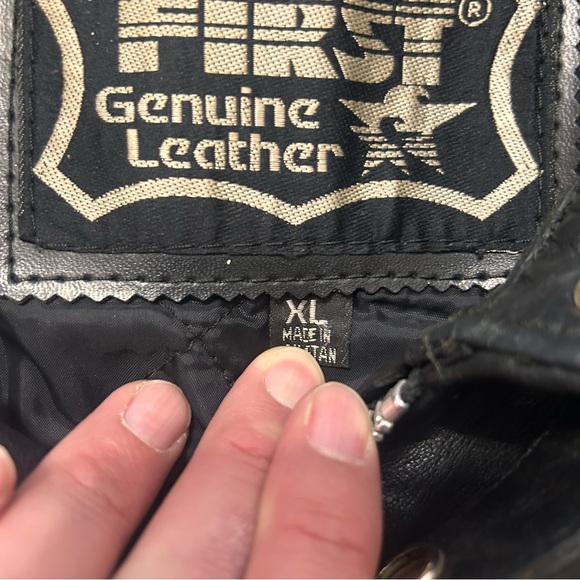 FIRST®
Genuine
Leather
XL
MADE IN